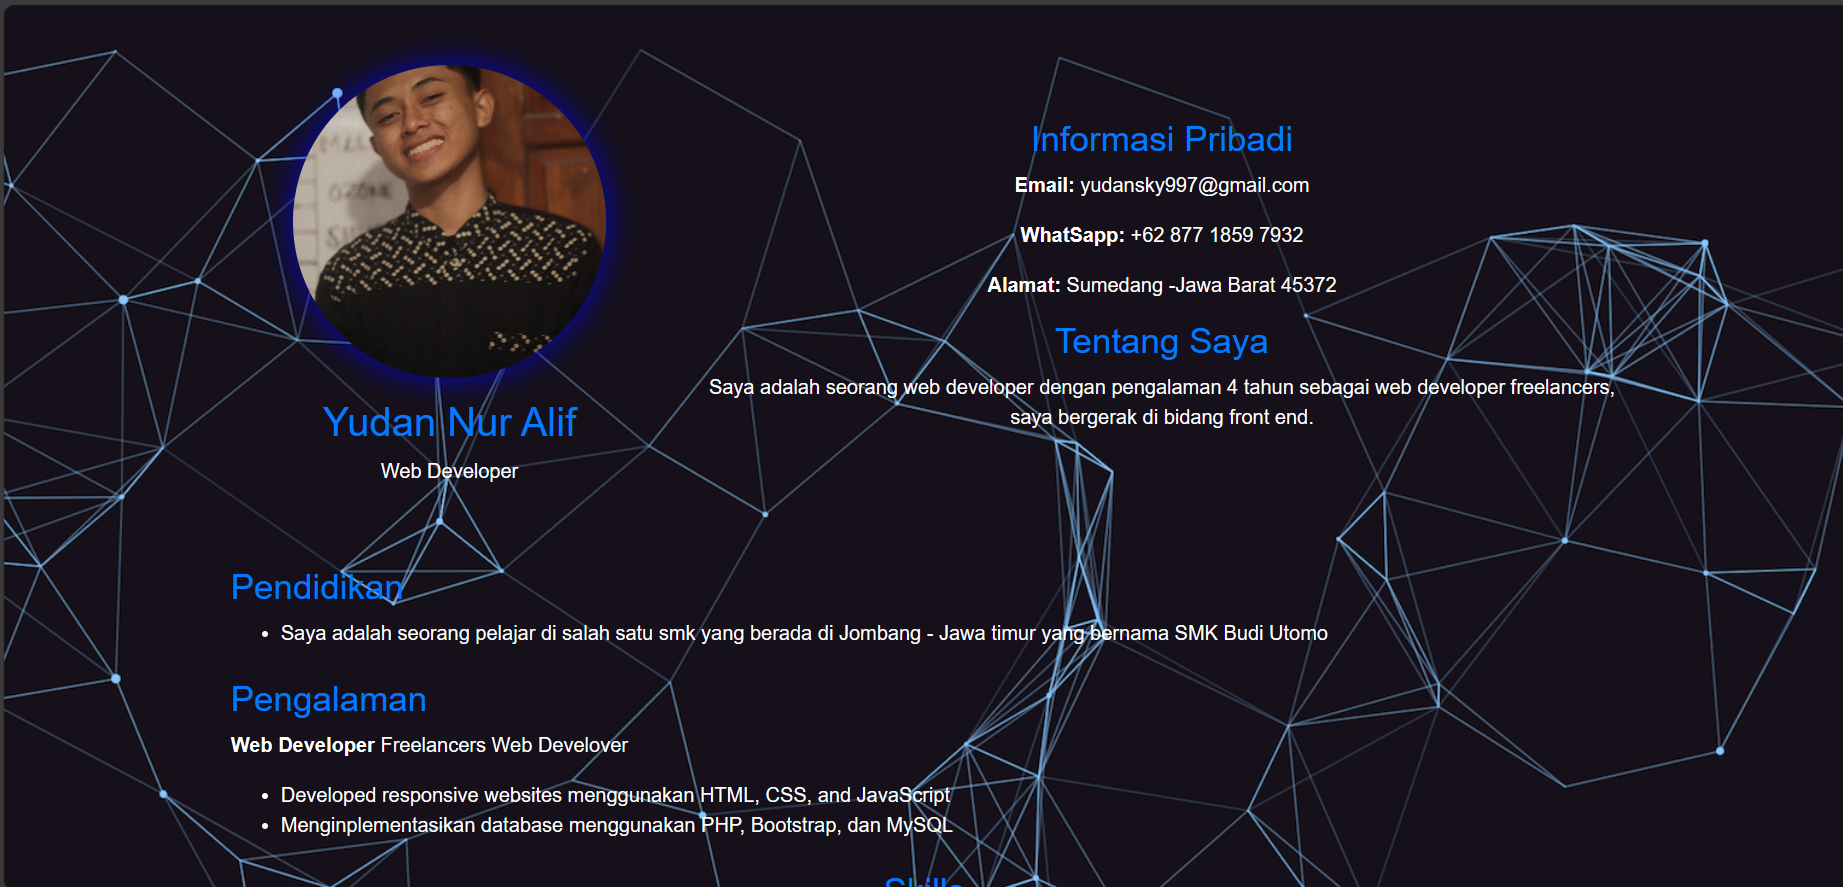 Yudan Nur Alif
Web Developer
Informasi Pribadi
Email: yudansky997@gmail.com
WhatSapp: +62 877 1859 7932
Alamat: Sumedang -Jawa Barat 45372
Tentang Saya
Saya adalah seorang web developer dengan pengalaman 4 tahun sebagai web developer freelancers,
saya bergerak di bidang front end.
Pendidikan
Saya adalah seorang pelajar di salah satu smk yang berada di Jombang - Jawa timur yang bernama SMK Budi Utomo
Pengalaman
Web Developer Freelancers Web Develover
Developed responsive websites menggunakan HTML, CSS, and JavaScript
Menginplementasikan database menggunakan PHP, Bootstrap, dan MySQL
Skills